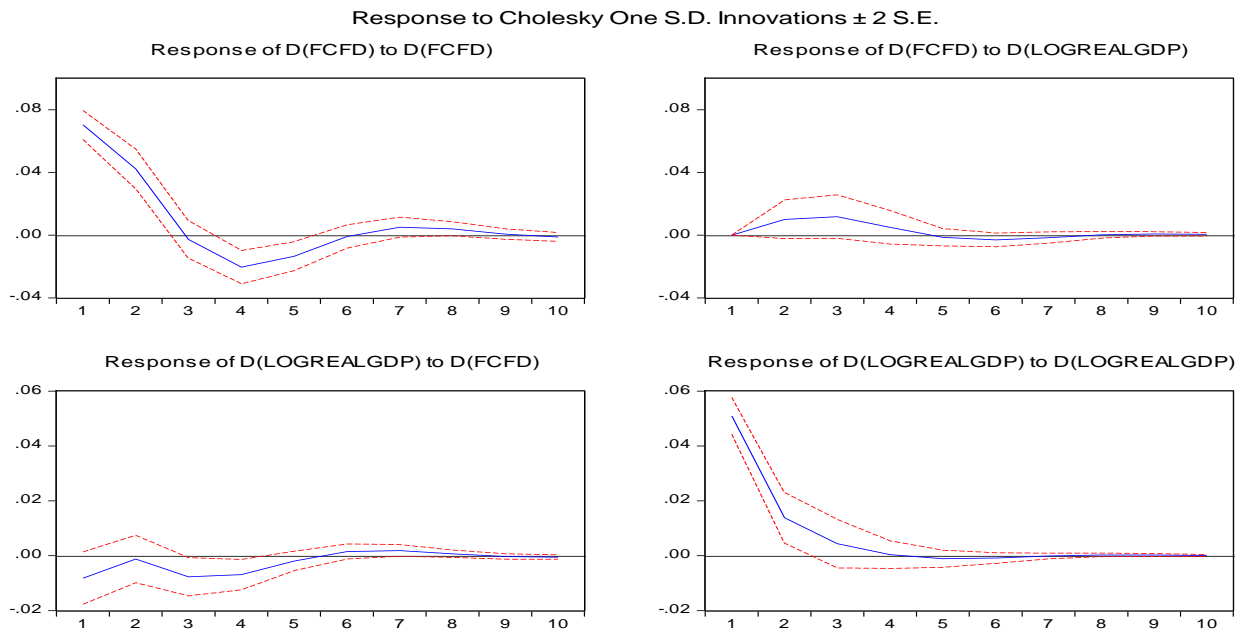 Response to Cholesky One S.D. Innovations ± 2 S.E.
Response of D(FCFD) to D(FCFD)
.08
.04
.00
-.04
1 2 3 4 5 6 7 8 9 10
Response of D(FCFD) to D(LOGREALGDP)
.08
.04
.00
-.04
1 2 3 4 5 6 7 8 9 10
Response of D(LOGREALGDP) to D(FCFD)
.06
.04
.02
.00
-.02
1 2 3 4 5 6 7 8 9 10
Response of D(LOGREALGDP) to D(LOGREALGDP)
.06
.04
.02
.00
-.02
1 2 3 4 5 6 7 8 9 10